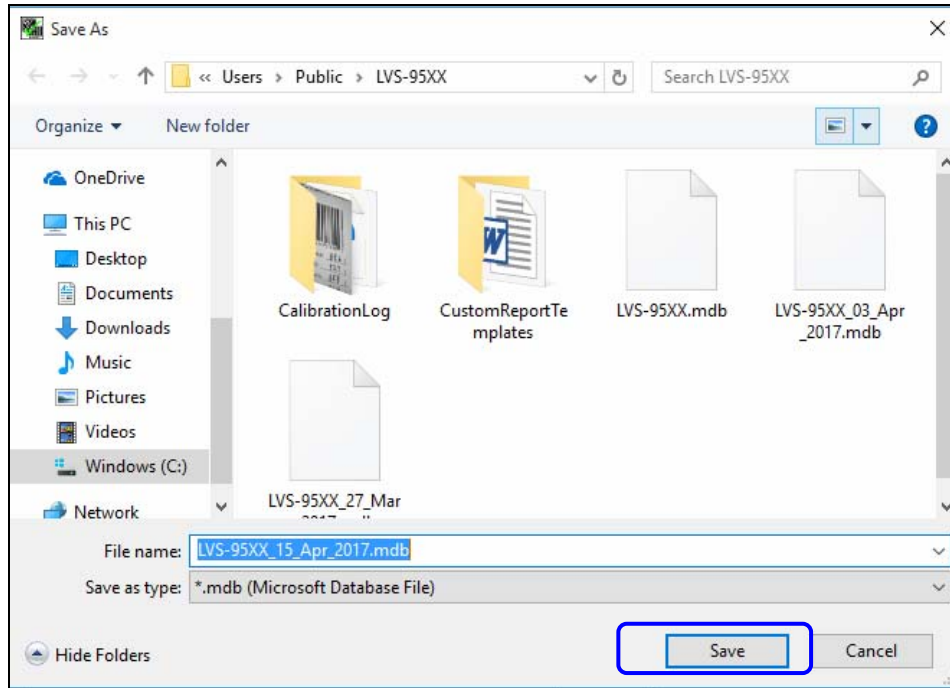 Save As
« Users > Public > LVS-95XX
Search LVS-95XX
Organize
New folder
OneDrive
This PC
Desktop
Documents
Downloads
Music
Pictures
Videos
Windows (C:)
Network
CalibrationLog
CustomReportTe
mplates
LVS-95XX.mdb
LVS-95XX_03_Apr
_2017.mdb
LVS-95XX_27_Mar
File name: LVS-95XX_15_Apr_2017.mdb
Save as type: *.mdb (Microsoft Database File)
Hide Folders
Save
Cancel